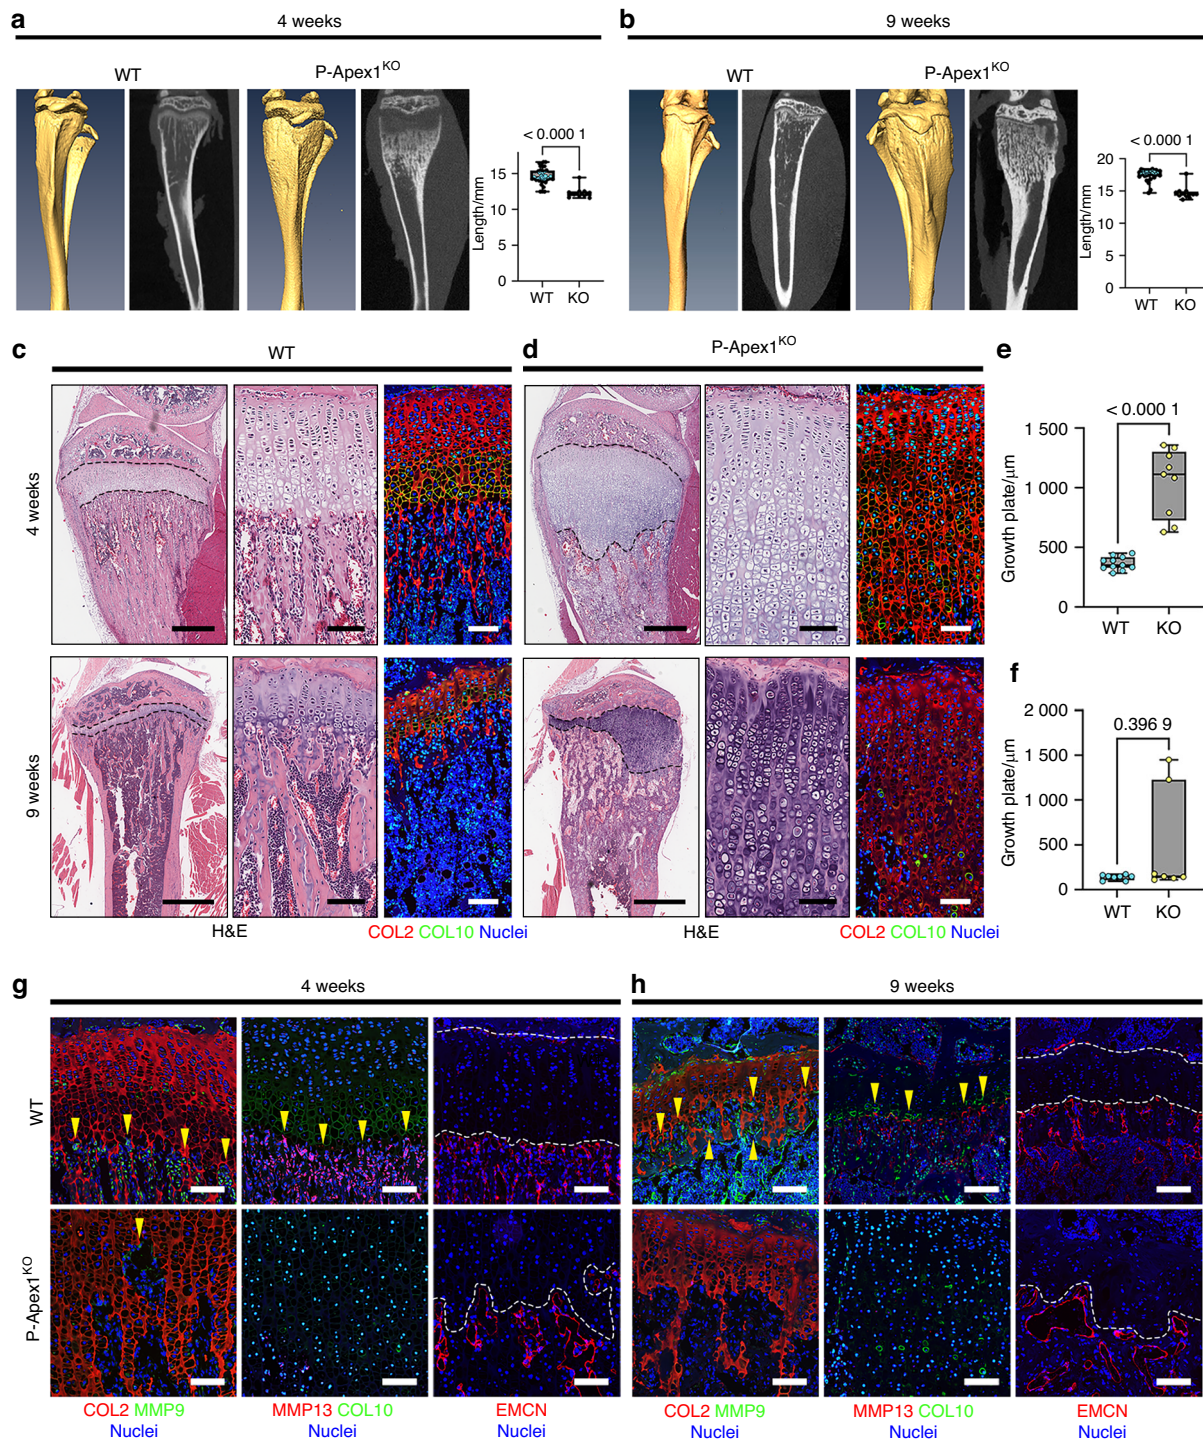 a
4 weeks
WT
P-Apex1KO
< 0.000 1
Length/mm
15
10
5
0
WT KO
b
9 weeks
WT
P-Apex1KO
< 0.000 1
Length/mm
20
15
10
5
0
WT KO
c
WT
4 weeks
9 weeks
H&E
COL2 COL10 Nuclei
d
P-Apex1KO
H&E
COL2 COL10 Nuclei
e
< 0.000 1
Growth plate/µm
1 500
1 000
500
0
WT KO
f
0.396 9
Growth plate/µm
2 000
1 500
1 000
500
0
WT KO
g
4 weeks
WT
P-Apex1KO
COL2 MMP9
Nuclei
MMP13 COL10
Nuclei
EMCN
Nuclei
h
9 weeks
COL2 MMP9
Nuclei
MMP13 COL10
Nuclei
EMCN
Nuclei